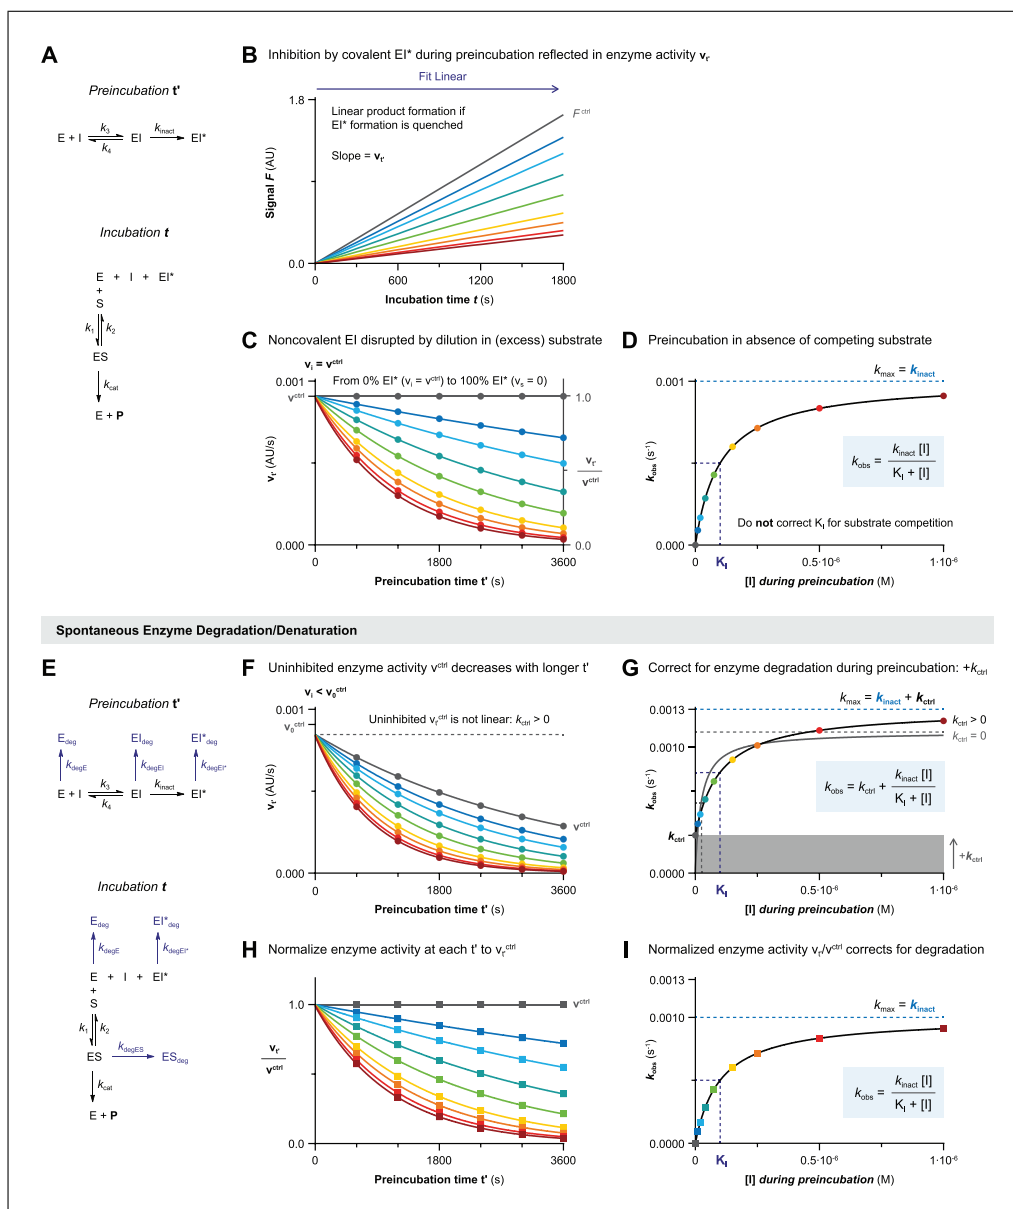 A
Preincubation t'
E + I k3 k4 EI kinact EI*
Incubation t
E + I + EI*
+
S
k1 k2
ES
kcat
E + P
B Inhibition by covalent EI* during preincubation reflected in enzyme activity vt'
Fit Linear
1.8
Linear product formation if
EI* formation is quenched
Slope = vt'
F ctrl
Signal F (AU)
0.0
0 600 1200 1800
Incubation time t (s)
C Noncovalent EI disrupted by dilution in (excess) substrate
vi = vctrl
0.001
From 0% EI* (vi = vctrl) to 100% EI* (vs = 0)
vctrl
1.0
vt' (AU/s)
vt'
vctrl
0.000
0.0
0 1800 3600
Preincubation time t' (s)
D Preincubation in absence of competing substrate
kmax = kinact
0.001
kobs (s-1)
kobs = kinact [I]
KI + [I]
Do not correct KI for substrate competition
0.000
0 KI 0.5·10-6 1·10-6
[I] during preincubation (M)
Spontaneous Enzyme Degradation/Denaturation
E
Preincubation t'
Edeg EIdeg EI*deg
kdegE kdegEI kdegEI*
E + I k3 k4 EI kinact EI*
Incubation t
Edeg EI*deg
kdegE kdegEI*
E + I + EI*
+
S
k1 k2
ES kdegES ESdeg
kcat
E + P
F Uninhibited enzyme activity vctrl decreases with longer t'
vi < v0ctrl
0.001
Uninhibited vt'ctrl is not linear: kctrl > 0
v0ctrl
vt' (AU/s)
vctrl
0.000
0 1800 3600
Preincubation time t' (s)
G Correct for enzyme degradation during preincubation: +kctrl
kmax = kinact + kctrl
0.0013
kctrl > 0
kctrl = 0
0.0010
kobs (s-1)
kobs = kctrl + kinact [I]
KI + [I]
kctrl
+kctrl
0.0000
0 KI 0.5·10-6 1·10-6
[I] during preincubation (M)
H Normalize enzyme activity at each t' to vt'ctrl
1.0
vctrl
vt'
vctrl
0.0
0 1800 3600
Preincubation time t' (s)
I Normalized enzyme activity vt'/vctrl corrects for degradation
0.0013
kmax = kinact
0.0010
kobs (s-1)
kobs = kinact [I]
KI + [I]
0.0000
0 KI 0.5·10-6 1·10-6
[I] during preincubation (M)